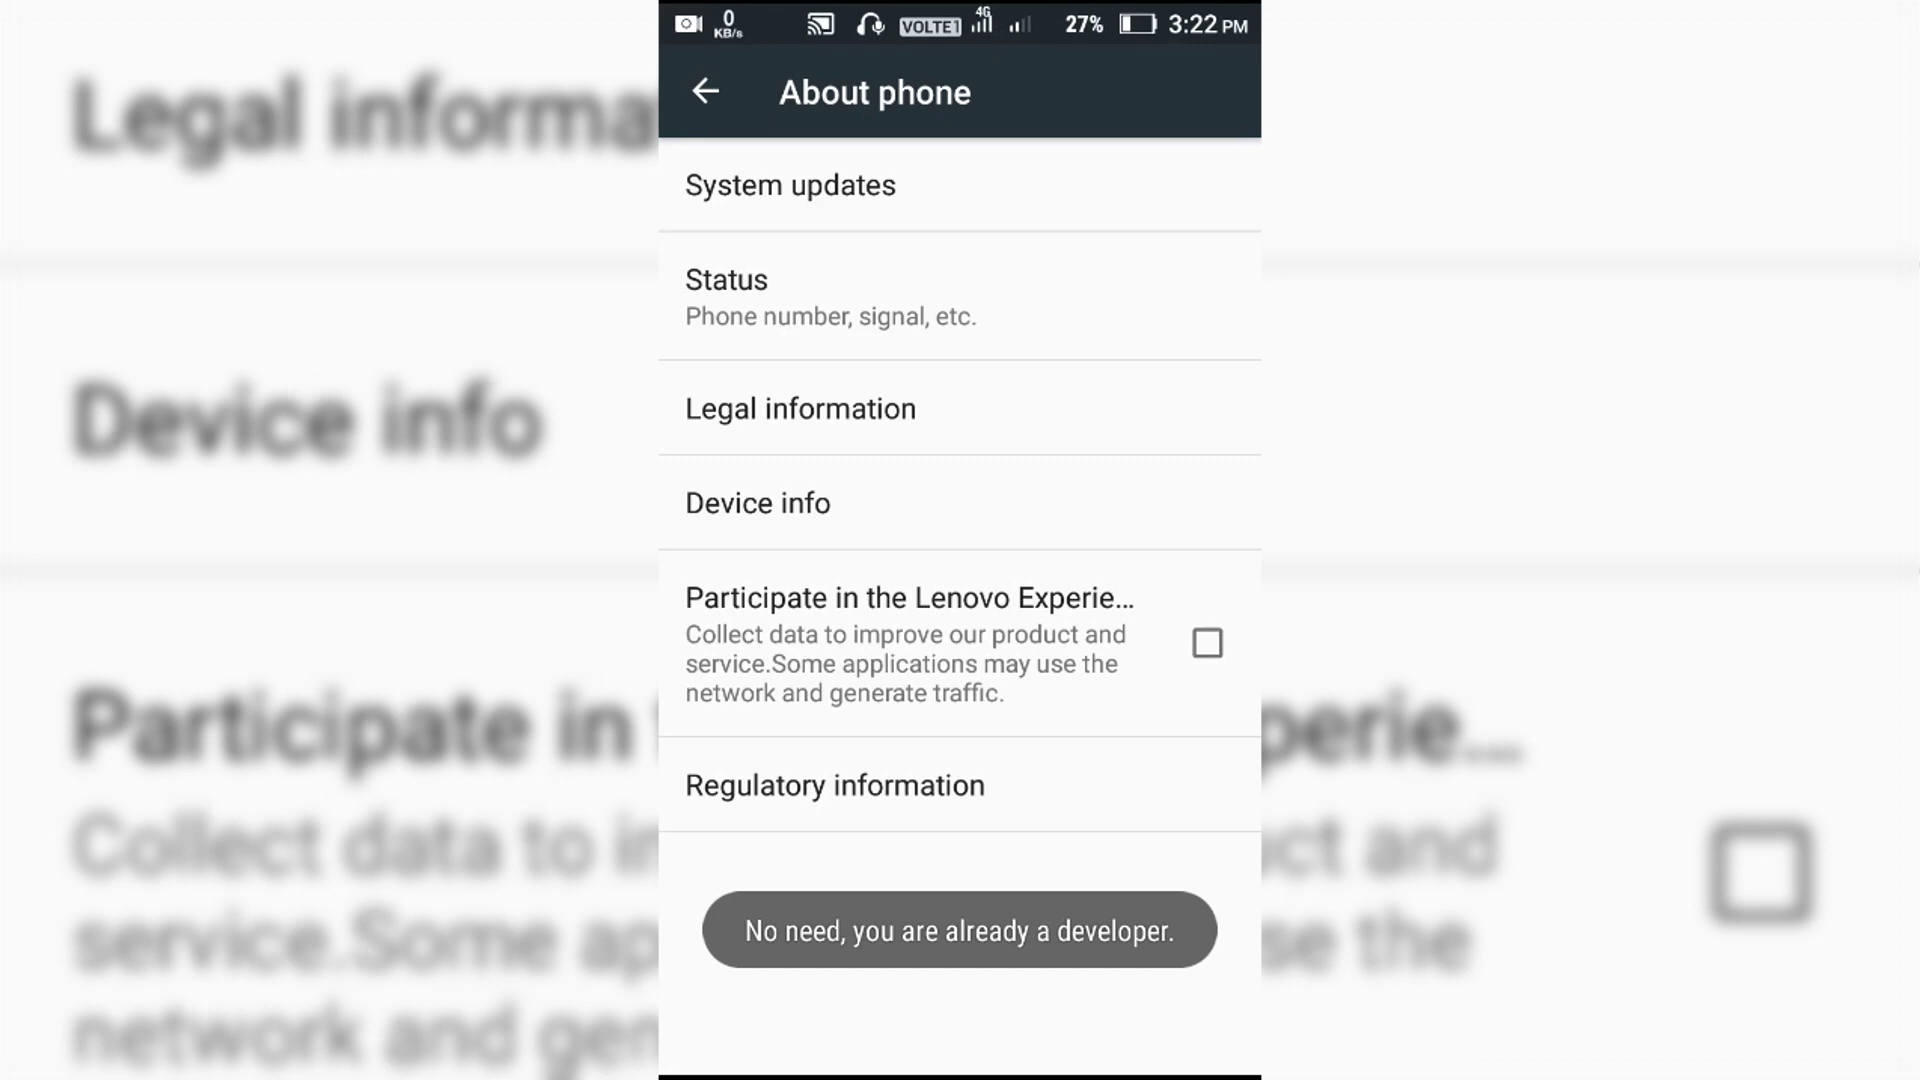 0
KB/s
VOLTE1
4G
27%
3:22 PM
About phone
System updates
Status
Phone number, signal, etc.
Legal information
Device info
Participate in the Lenovo Experie...
Collect data to improve our product and
service.Some applications may use the
network and generate traffic.
Regulatory information
No need, you are already a developer.
Legal informa
Device info
Participate in
perie...
Collect data to in
ct and
service.Some ap
se the
network and gen